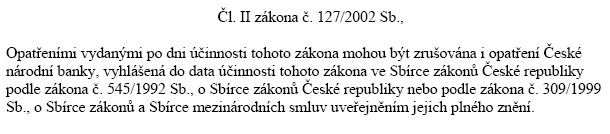 Čl. II zákona č. 127/2002 Sb.,
Opatřeními vydanými po dni účinnosti tohoto zákona mohou být zrušována i opatření České
národní banky, vyhlášená do data účinnosti tohoto zákona ve Sbírce zákonů České republiky
podle zákona č. 545/1992 Sb., o Sbírce zákonů České republiky nebo podle zákona č. 309/1999
Sb., o Sbírce zákonů a Sbírce mezinárodních smluv uveřejněním jejich plného znění.